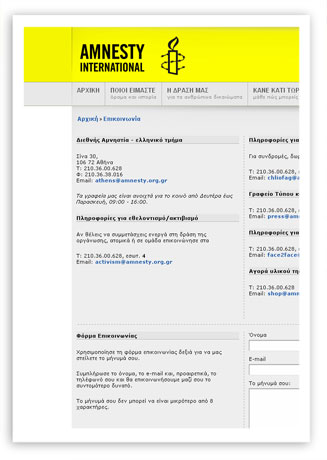 AMNESTY
INTERNATIONAL
ΑΡΧΙΚΗ
ΠΟΙΟΙ ΕΙΜΑΣΤΕ
όραμα και ιστορία
Η ΔΡΑΣΗ ΜΑΣ
για τα ανθρώπινα δικαιώματα
ΚΑΝΕ ΚΑΤΙ ΤΩΡ
μάθε πώς μπορείς
Αρχική » Επικοινωνία
Διεθνής Αμνηστία - ελληνικό τμήμα
Σίνα 30,
106 72 Αθήνα
Τ: 210.36.00.628
Φ: 210.36.38.016
Email: athens@amnesty.org.gr
Τα γραφεία μας είναι ανοιχτά για το κοινό από Δευτέρα έως
Παρασκευή, 09:00 - 16:00.
Πληροφορίες για εθελοντισμό/ακτιβισμό
Αν θέλεις να συμμετάσχεις ενεργά στη δράση της
οργάνωσης, ατομικά ή σε ομάδα επικοινώνησε στα
Τ: 210.36.00.628, εσωτ. 4
Email: activism@amnesty.org.gr
Πληροφορίες για
Για συνδρομές, δωρ
Τ: 210.36.00.628
Email: chliofag@
Γραφείο Τύπου κ
Τ: 210.36.00.628,
Email: press@am
Πληροφορίες για
Τ: 210.36.00.628,
Email: face2face
Αγορά υλικού τη
Τ: 210.36.00.628
Email: shop@amn
Φόρμα Επικοινωνίας
Χρησιμοποίησε τη φόρμα επικοινωνίας δεξιά για να μας
στείλετε το μήνυμά σου.
Συμπλήρωσε το όνομα, το e-mail και, προαιρετικά, το
τηλέφωνό σου και θα επικοινωνήσουμε μαζί σου το
συντομότερο δυνατό.
Το μήνυμά σου δεν μπορεί να είναι μικρότερο από 8
χαρακτήρες.
Όνομα
E-mail
Το μήνυμά σου: